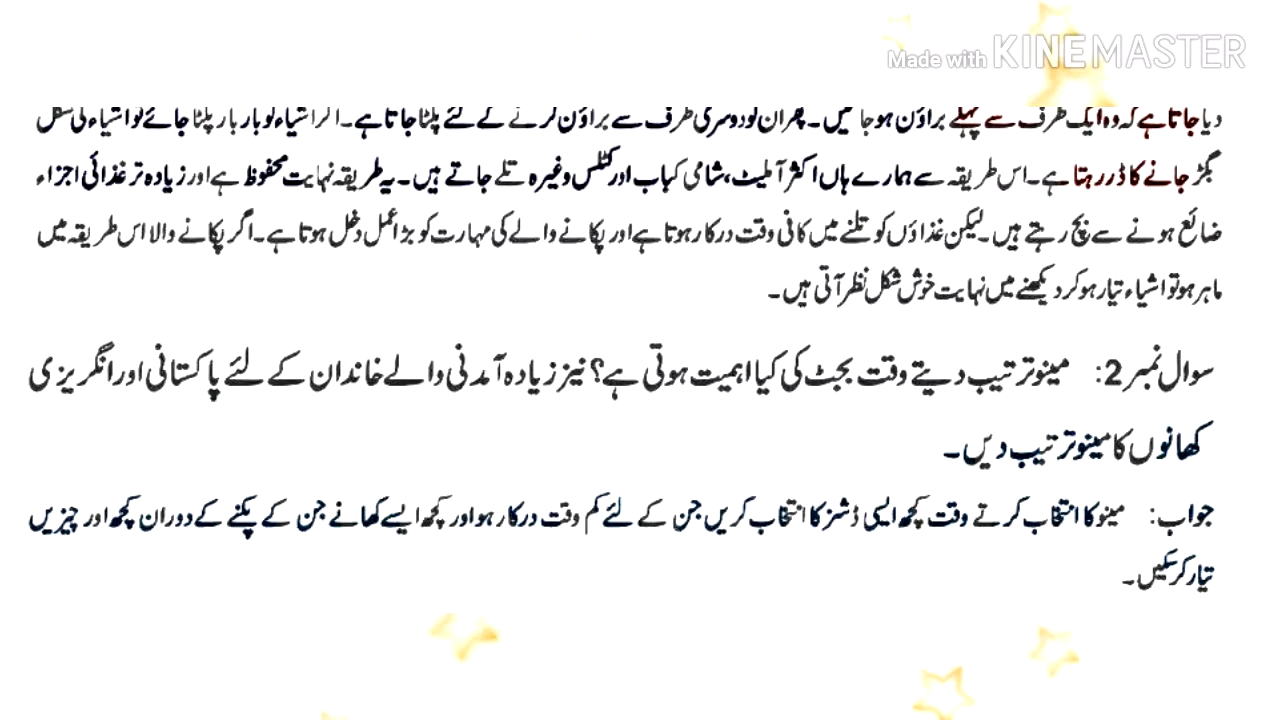 Made with KINEMASTER
دیا جاتا ہے کہ وہ ایک طرف سے پہلے براؤن ہو جائیں۔ پھر ان کو دوسری طرف سے براؤن کرنے کے لئے پلٹا جاتا ہے۔ اگر اشیاء کو بار بار پلٹا جائے تو اشیاء کی شکل
بگڑ جانے کا ڈر رہتا ہے۔ اس طریقہ سے ہمارے ہاں اکثر آملیٹ، شامی کباب اور کٹلس وغیرہ تلے جاتے ہیں۔ یہ طریقہ نہایت محفوظ ہے اور زیادہ تر غذائی اجزاء
ضائع ہونے سے بچ رہتے ہیں۔ لیکن غذاؤں کو تلنے میں کافی وقت درکار ہوتا ہے اور پکانے والے کی مہارت کو بڑا عمل دخل ہوتا ہے۔ اگر پکانے والا اس طریقہ میں
ماہر ہو تو اشیاء تیار ہو کر دیکھنے میں نہایت خوش شکل نظر آتی ہیں۔
سوال نمبر 2: مینو ترتیب دیتے وقت بجٹ کی کیا اہمیت ہوتی ہے؟ نیز زیادہ آمدنی والے خاندان کے لئے پاکستانی اور انگریزی
کھانوں کا مینو ترتیب دیں۔
جواب: مینو کا انتخاب کرتے وقت کچھ ایسی ڈشز کا انتخاب کریں جن کے لئے کم وقت درکار ہو اور کچھ ایسے کھانے جن کے پکنے کے دوران کچھ اور چیزیں
تیار کر سکیں۔